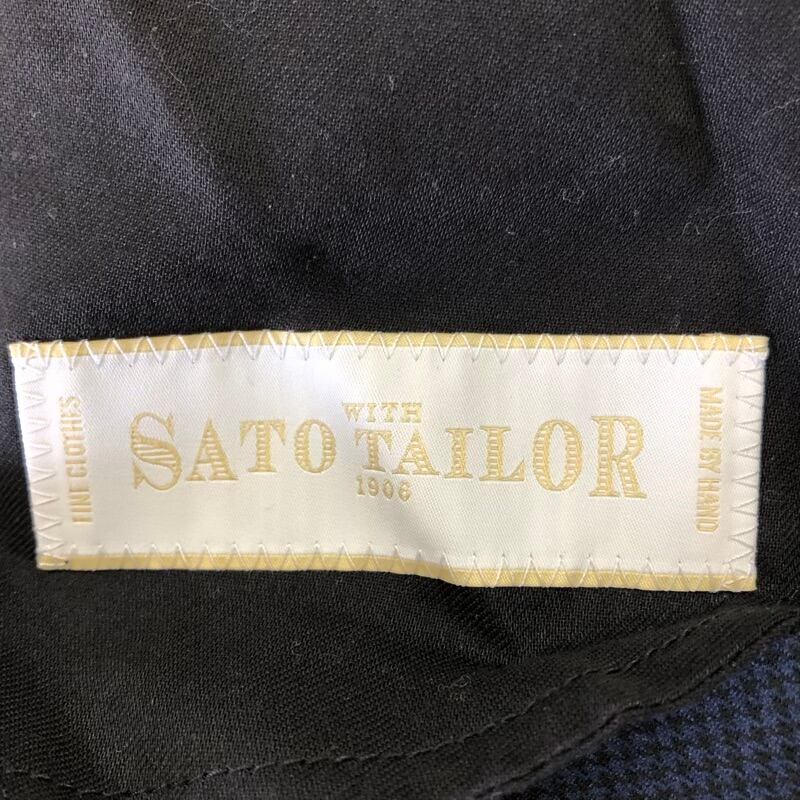 FINE CLOTHES
WITH
SATO TAILOR
1906
MADE BY HAND